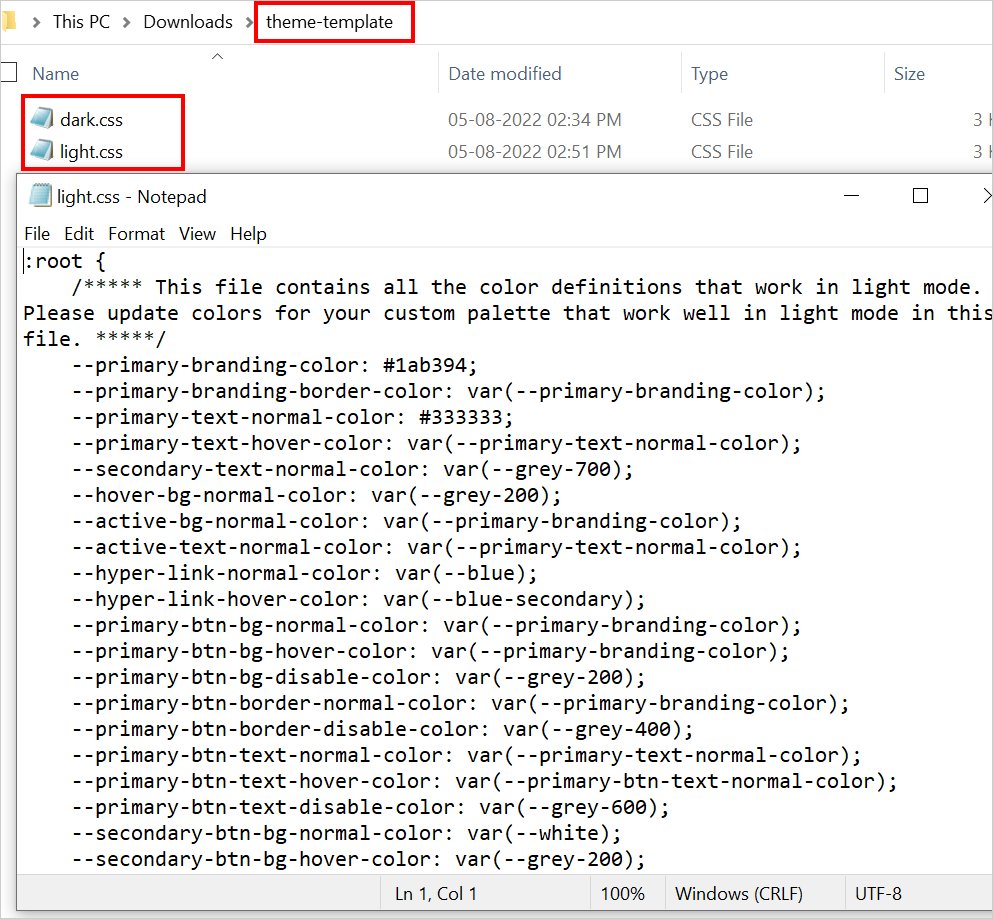 This PC > Downloads > theme-template
Name Date modified Type Size
dark.css 05-08-2022 02:34 PM CSS File 3
light.css 05-08-2022 02:51 PM CSS File 3
light.css - Notepad
File Edit Format View Help
:root {
/***** This file contains all the color definitions that work in light mode.
Please update colors for your custom palette that work well in light mode in this
file. *****/
--primary-branding-color: #1ab394;
--primary-branding-border-color: var(--primary-branding-color);
--primary-text-normal-color: #333333;
--primary-text-hover-color: var(--primary-text-normal-color);
--secondary-text-normal-color: var(--grey-700);
--hover-bg-normal-color: var(--grey-200);
--active-bg-normal-color: var(--primary-branding-color);
--active-text-normal-color: var(--primary-text-normal-color);
--hyper-link-normal-color: var(--blue);
--hyper-link-hover-color: var(--blue-secondary);
--primary-btn-bg-normal-color: var(--primary-branding-color);
--primary-btn-bg-hover-color: var(--primary-branding-color);
--primary-btn-bg-disable-color: var(--grey-200);
--primary-btn-border-normal-color: var(--primary-branding-color);
--primary-btn-border-disable-color: var(--grey-400);
--primary-btn-text-normal-color: var(--primary-text-normal-color);
--primary-btn-text-hover-color: var(--primary-btn-text-normal-color);
--primary-btn-text-disable-color: var(--grey-600);
--secondary-btn-bg-normal-color: var(--white);
--secondary-btn-bg-hover-color: var(--grey-200);
Ln 1, Col 1 100% Windows (CRLF) UTF-8